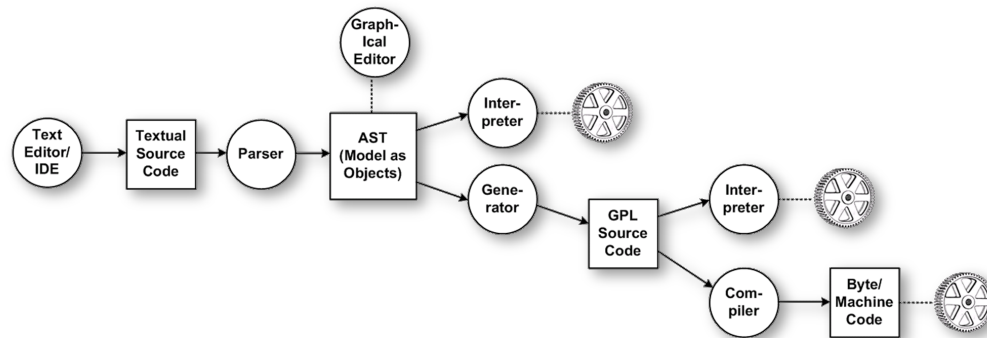 Graph-
ical
Editor
Text
Editor/
IDE
Textual
Source
Code
Parser
AST
(Model as
Objects)
Inter-
preter
Gene-
rator
GPL
Source
Code
Inter-
preter
Com-
piler
Byte/
Machine
Code